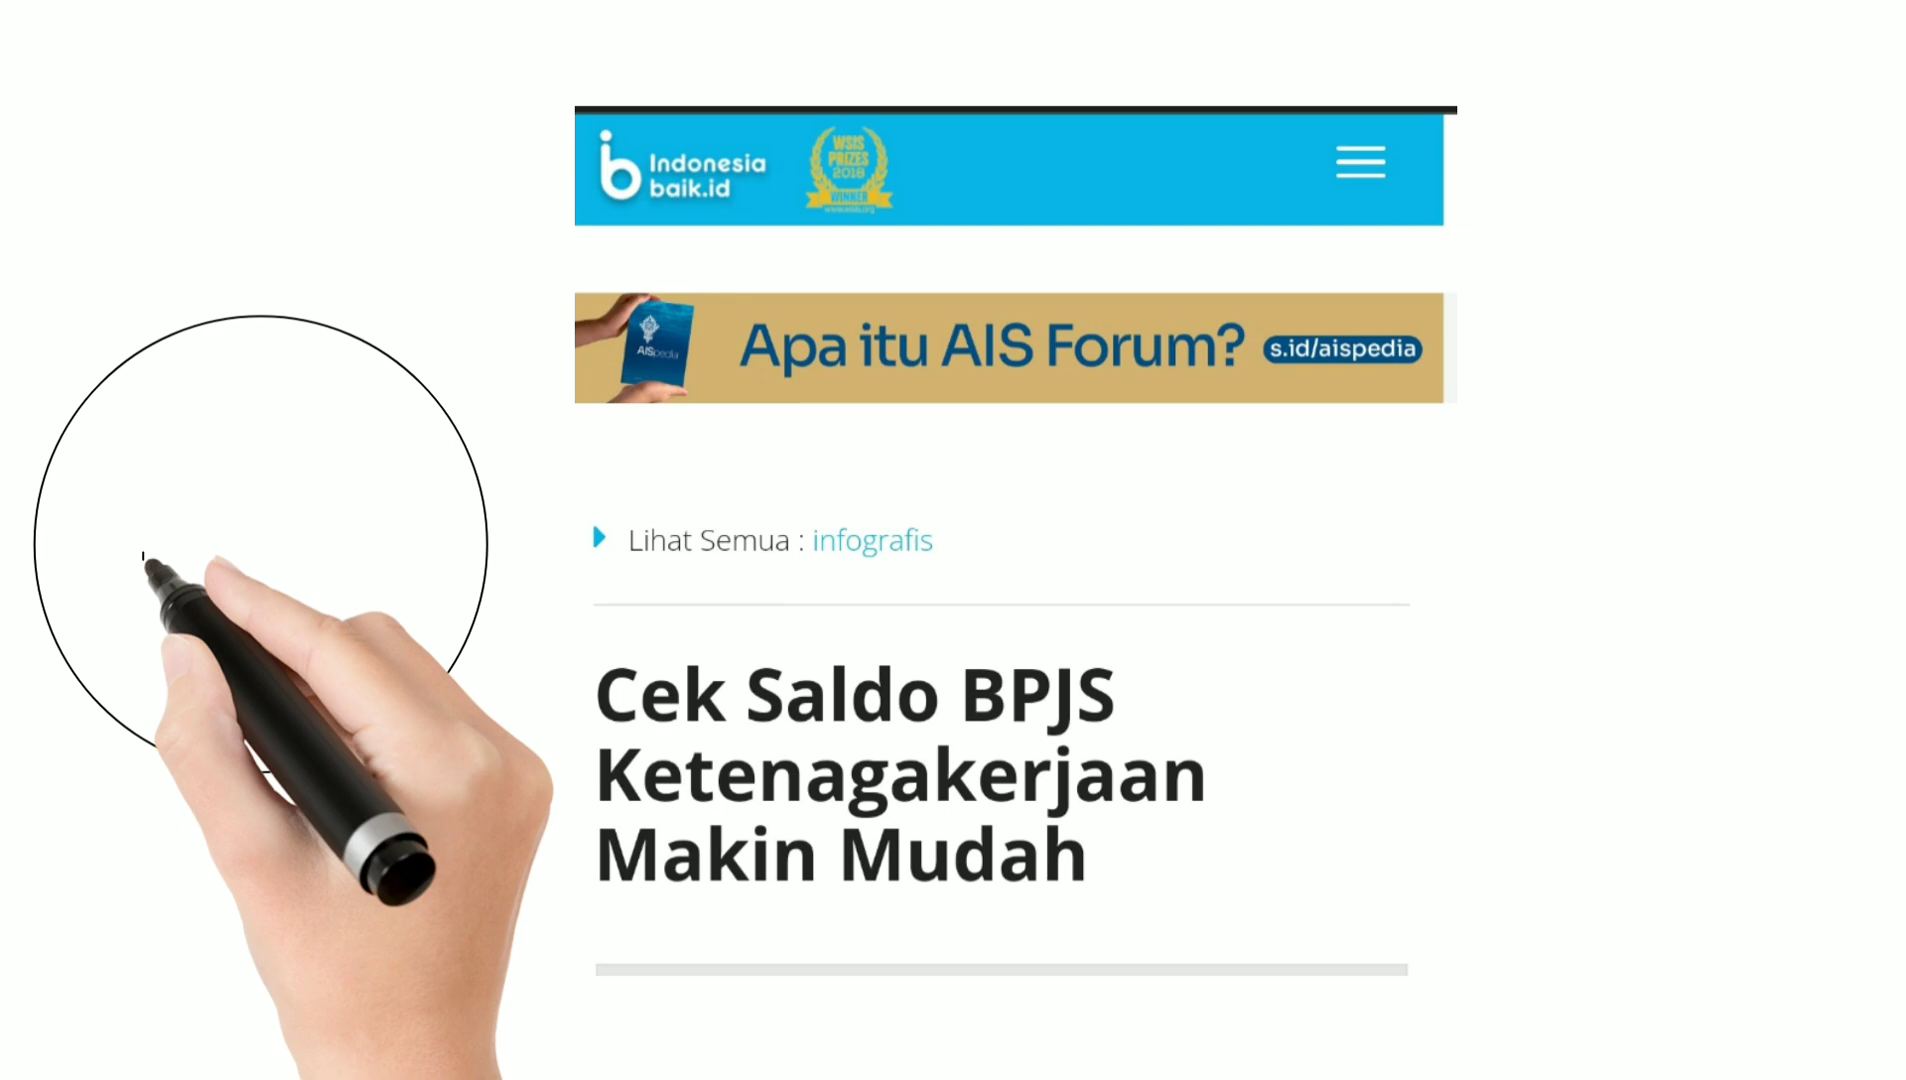 Indonesia
baik.id
WSIS
PRIZES
2018
WINNER
Apa itu AIS Forum?
s.id/aispedia
AISpedia
Lihat Semua : infografis
Cek Saldo BPJS
Ketenagakerjaan
Makin Mudah